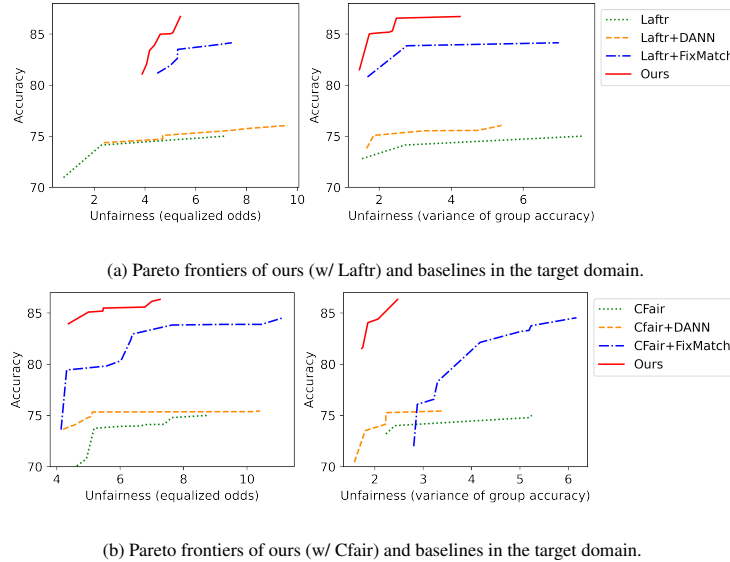 85
80
75
70
Accuracy
2
4
6
8
10
Unfairness (equalized odds)
85
80
75
70
Accuracy
2
4
6
Unfairness (variance of group accuracy)
Laftr
Laftr+DANN
Laftr+FixMatch
Ours
(a) Pareto frontiers of ours (w/ Laftr) and baselines in the target domain.
85
80
75
70
Accuracy
4
6
8
10
Unfairness (equalized odds)
85
80
75
70
Accuracy
2
3
4
5
6
Unfairness (variance of group accuracy)
CFair
Cfair+DANN
CFair+FixMatch
Ours
(b) Pareto frontiers of ours (w/ Cfair) and baselines in the target domain.